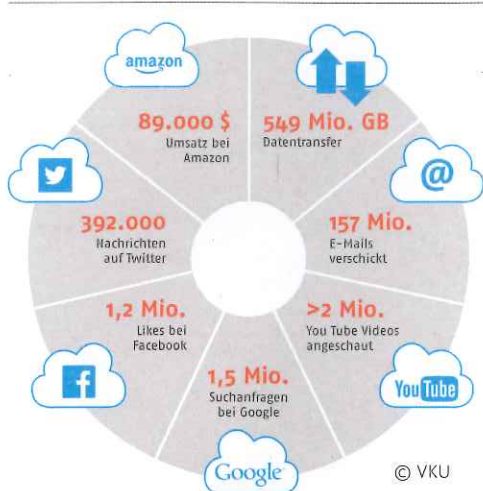 amazon
89.000 $
Umsatz bei
Amazon
549 Mio. GB
Datentransfer
@
157 Mio.
E-Mails
verschickt
>2 Mio.
You Tube Videos
angeschaut
You Tube
1,5 Mio.
Suchanfragen
bei Google
Google
1,2 Mio.
Likes bei
Facebook
f
392.000
Nachrichten
auf Twitter
© VKU